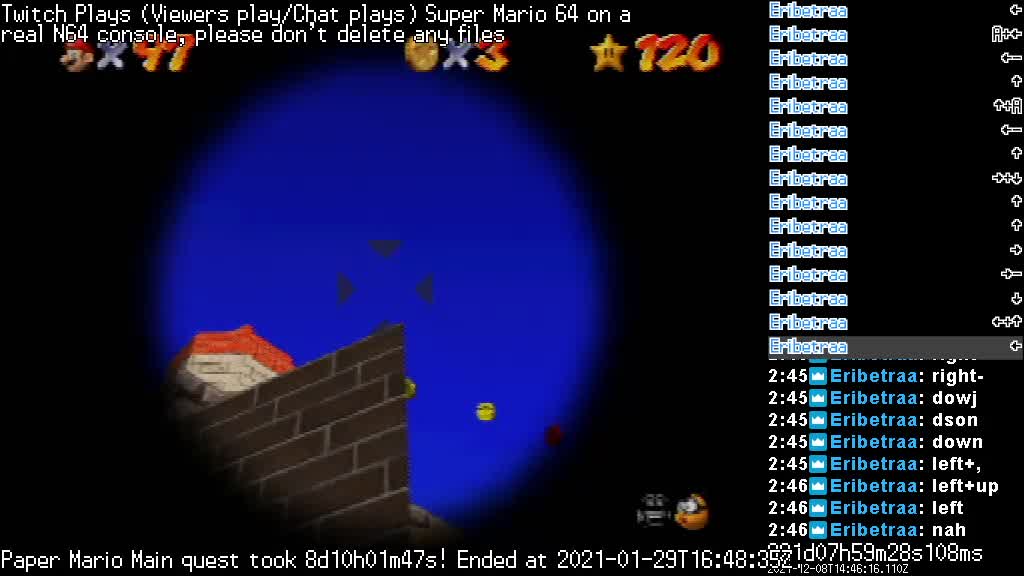 Twitch Plays (Viewers play/Chat plays) Super Mario 64 on a
real N64 console, please don't delete any files
×3
120
Eribetraa ←
Eribetraa
Eribetraa
Eribetraa ↑
Eribetraa ↑+A
Eribetraa
Eribetraa ↑
Eribetraa
Eribetraa ↑
Eribetraa ↑
Eribetraa →
Eribetraa
Eribetraa ↓
Eribetraa ←+↑
Eribetraa ←
2:45 Eribetraa: right-
2:45 Eribetraa: dowj
2:45 Eribetraa: dson
2:45 Eribetraa: down
2:45 Eribetraa: left+,
2:46 Eribetraa: left+up
2:46 Eribetraa: left
2:46 Eribetraa: nah
Paper Mario Main quest took 8d10h01m47s! Ended at 2021-01-29T16:48: